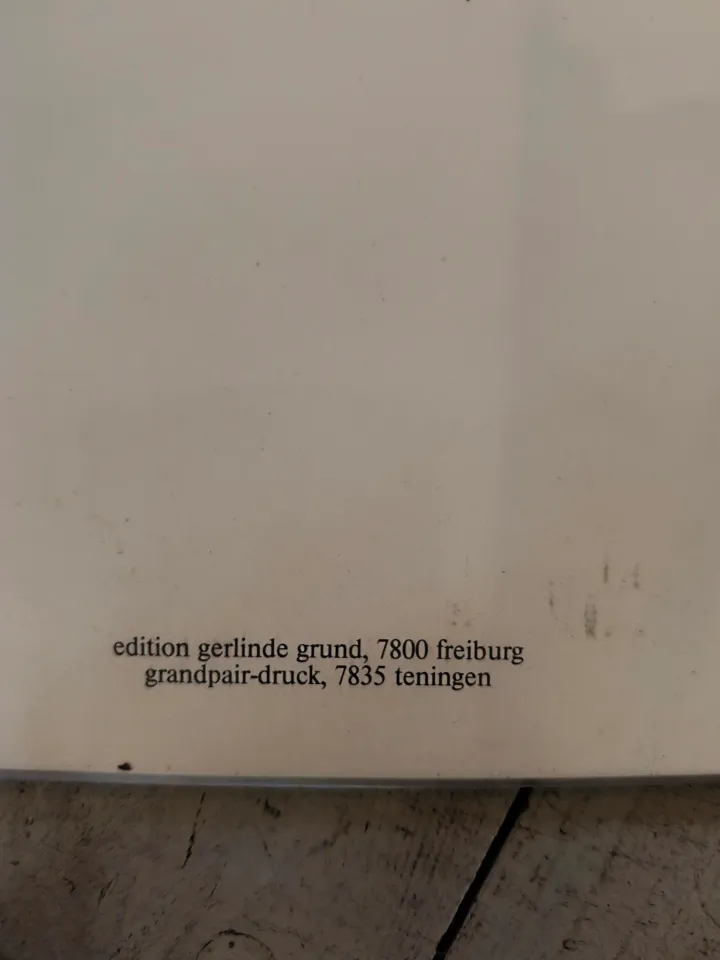 edition gerlinde grund, 7800 freiburg
grandpair-druck, 7835 teningen